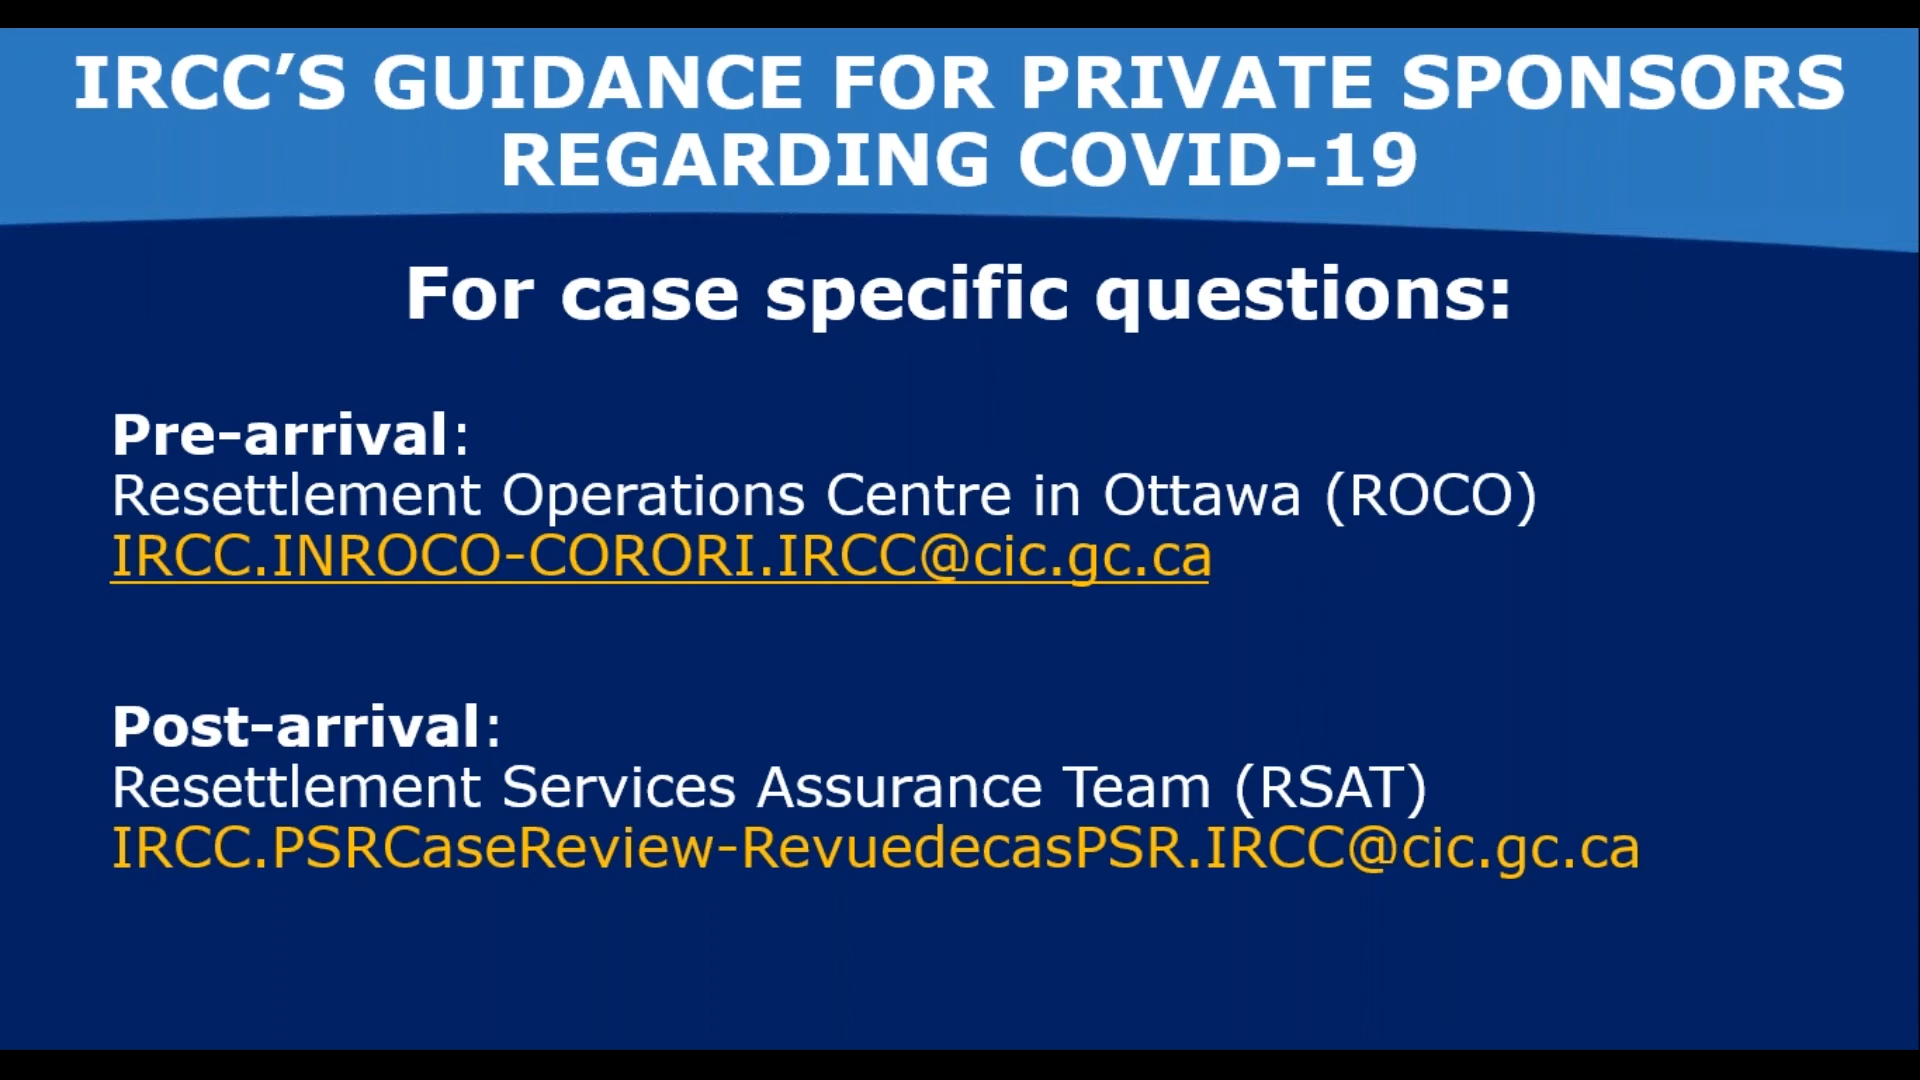 IRCC’S GUIDANCE FOR PRIVATE SPONSORS
REGARDING COVID-19
For case specific questions:
Pre-arrival:
Resettlement Operations Centre in Ottawa (ROCO)
IRCC.INROCO-CORORI.IRCC@cic.gc.ca
Post-arrival:
Resettlement Services Assurance Team (RSAT)
IRCC.PSRCaseReview-RevuedecasPSR.IRCC@cic.gc.ca